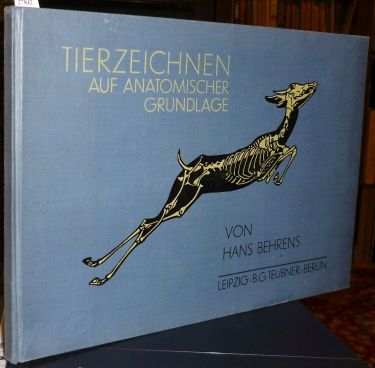 TIERZEICHNEN
AUF ANATOMISCHER
GRUNDLAGE
VON
HANS BEHRENS
LEIPZIG·B.G.TEUBNER·BERLIN